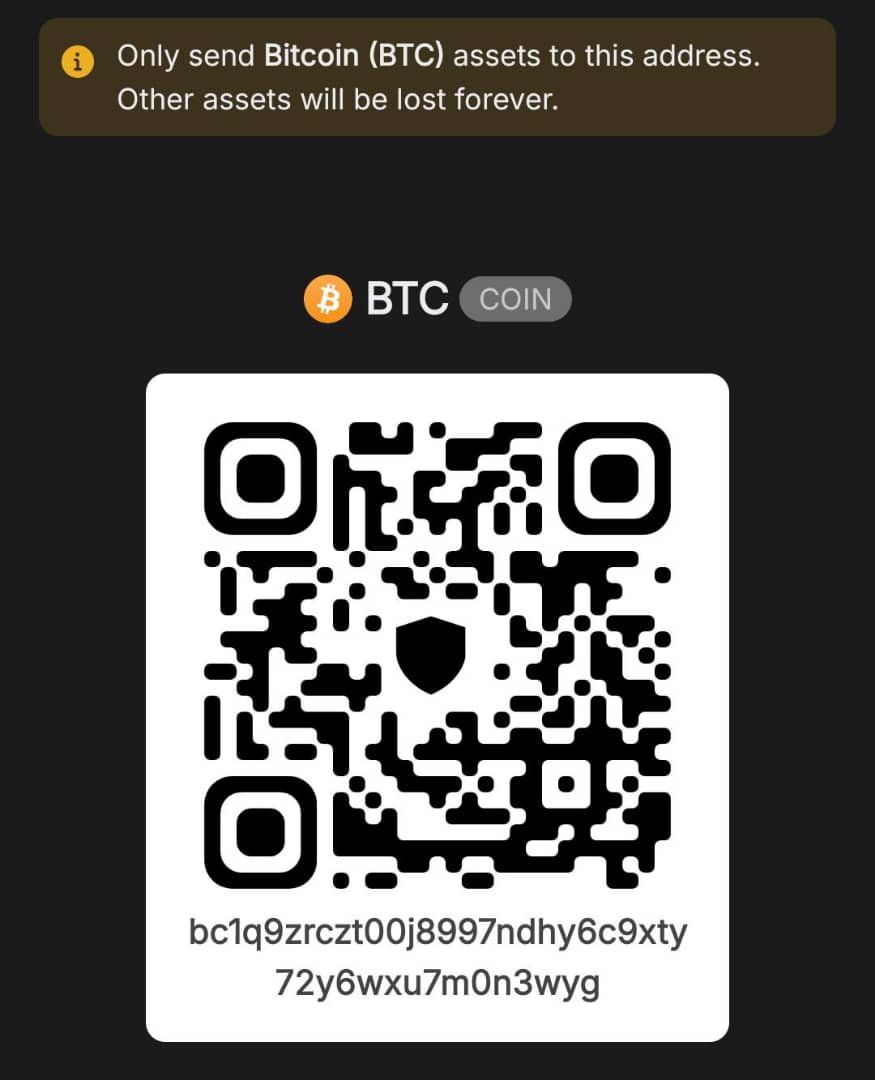 Only send Bitcoin (BTC) assets to this address.
Other assets will be lost forever.
BTC COIN
bc1q9zrczt00j8997ndhy6c9xty
72y6wxu7m0n3wyg